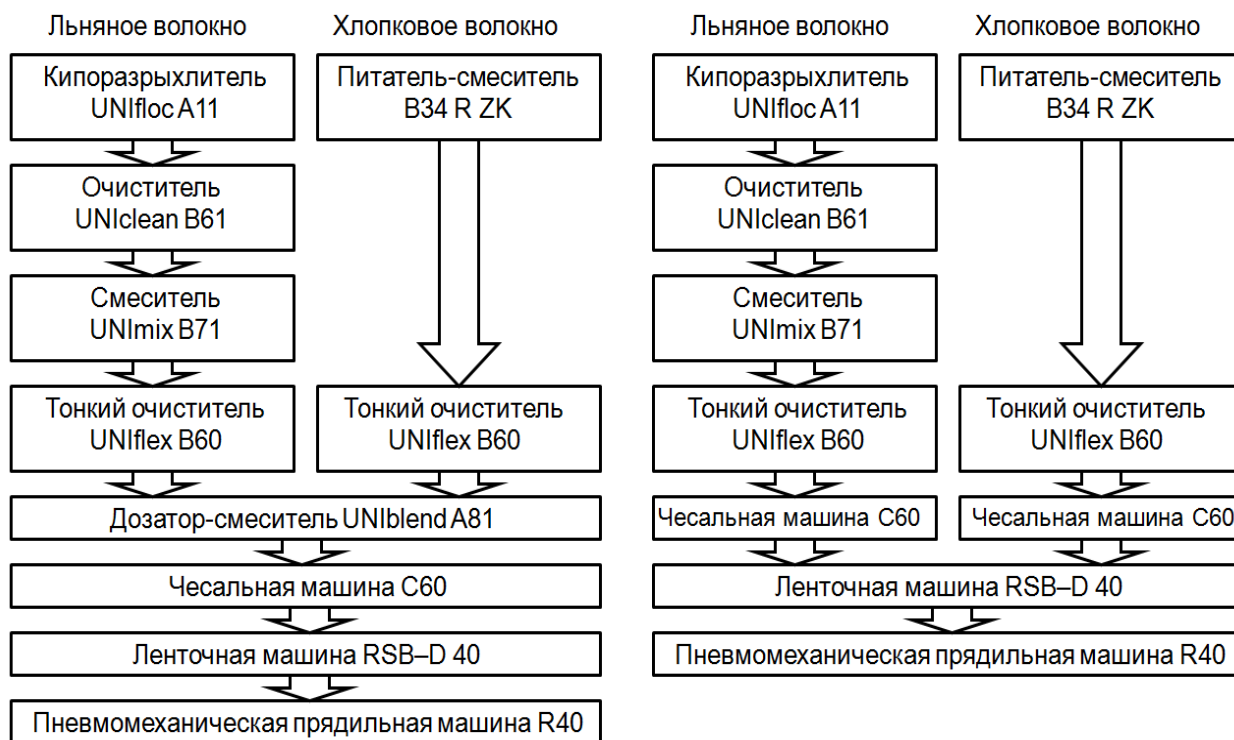 Льняное волокно
Хлопковое волокно
Кипоразрыхлитель
UNIfloc A11
Питатель-смеситель
B34 R ZK
Очиститель
UNIclean B61
Смеситель
UNImix B71
Тонкий очиститель
UNIflex B60
Тонкий очиститель
UNIflex B60
Дозатор-смеситель UNIblend A81
Чесальная машина C60
Ленточная машина RSB–D 40
Пневмомеханическая прядильная машина R40
Льняное волокно
Хлопковое волокно
Кипоразрыхлитель
UNIfloc A11
Питатель-смеситель
B34 R ZK
Очиститель
UNIclean B61
Смеситель
UNImix B71
Тонкий очиститель
UNIflex B60
Тонкий очиститель
UNIflex B60
Чесальная машина C60
Чесальная машина C60
Ленточная машина RSB–D 40
Пневмомеханическая прядильная машина R40